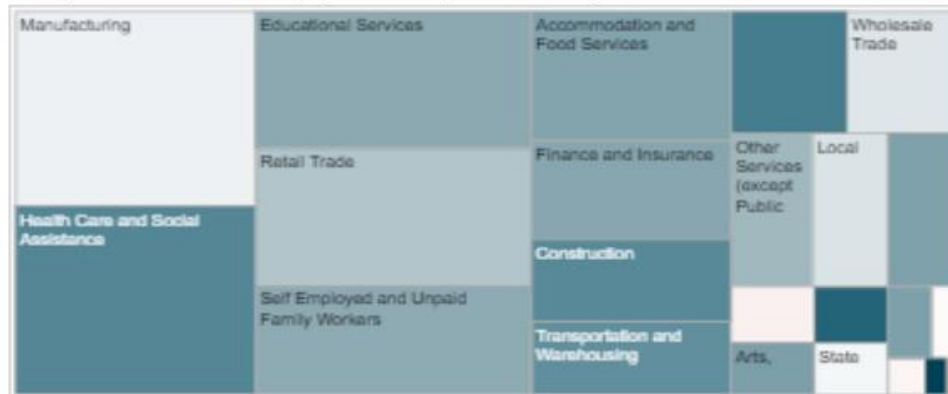 Manufacturing
Health Care and Social
Assistance
Educational Services
Retail Trade
Self Employed and Unpaid
Family Workers
Accommodation and
Food Services
Finance and Insurance
Construction
Transportation and
Warehousing
Wholesale
Trade
Other
Services
(except
Public
Local
Arts,
State